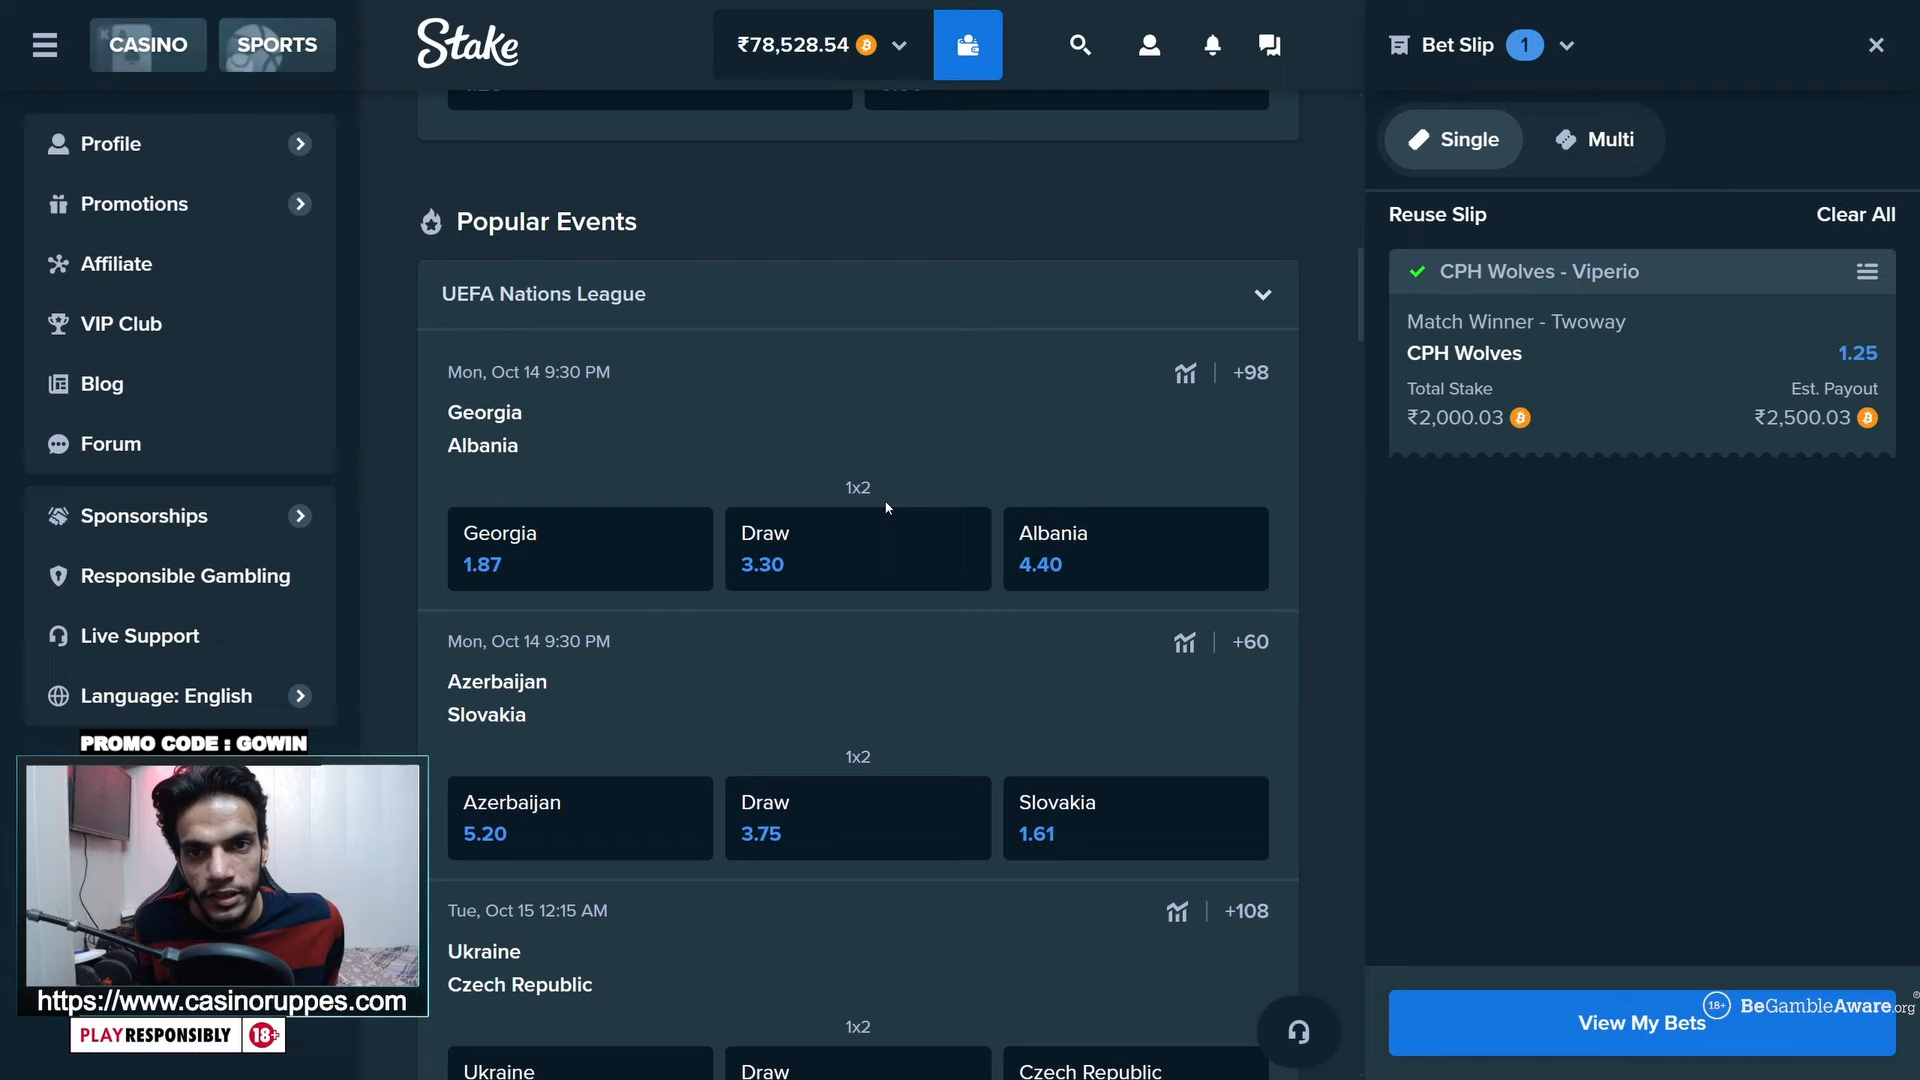 CASINO
SPORTS
Stake
₹78,528.54
Bet Slip 1
Profile
Promotions
Affiliate
VIP Club
Blog
Forum
Sponsorships
Responsible Gambling
Live Support
Language: English
PROMO CODE : GOWIN
https://www.casinoruppes.com
PLAY RESPONSIBLY 18+
Popular Events
UEFA Nations League
Mon, Oct 14 9:30 PM
+98
Georgia
Albania
1x2
Georgia
1.87
Draw
3.30
Albania
4.40
Mon, Oct 14 9:30 PM
+60
Azerbaijan
Slovakia
1x2
Azerbaijan
5.20
Draw
3.75
Slovakia
1.61
Tue, Oct 15 12:15 AM
+108
Ukraine
Czech Republic
1x2
Ukraine
Draw
Czech Republic
Single
Multi
Reuse Slip
Clear All
CPH Wolves - Viperio
Match Winner - Twoway
CPH Wolves
1.25
Total Stake
Est. Payout
₹2,000.03
₹2,500.03
18+ BeGambleAware.org®
View My Bets